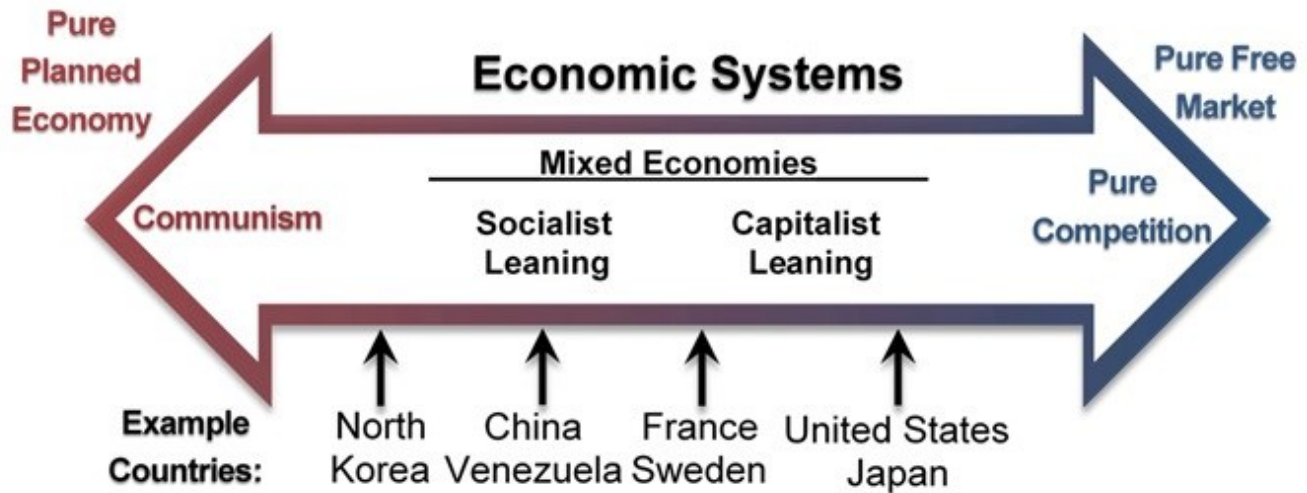 Pure
Planned
Economy
Economic Systems
Pure Free
Market
Mixed Economies
Communism
Socialist
Leaning
Capitalist
Leaning
Pure
Competition
Example
Countries:
North
Korea
China
Venezuela
France
Sweden
United States
Japan